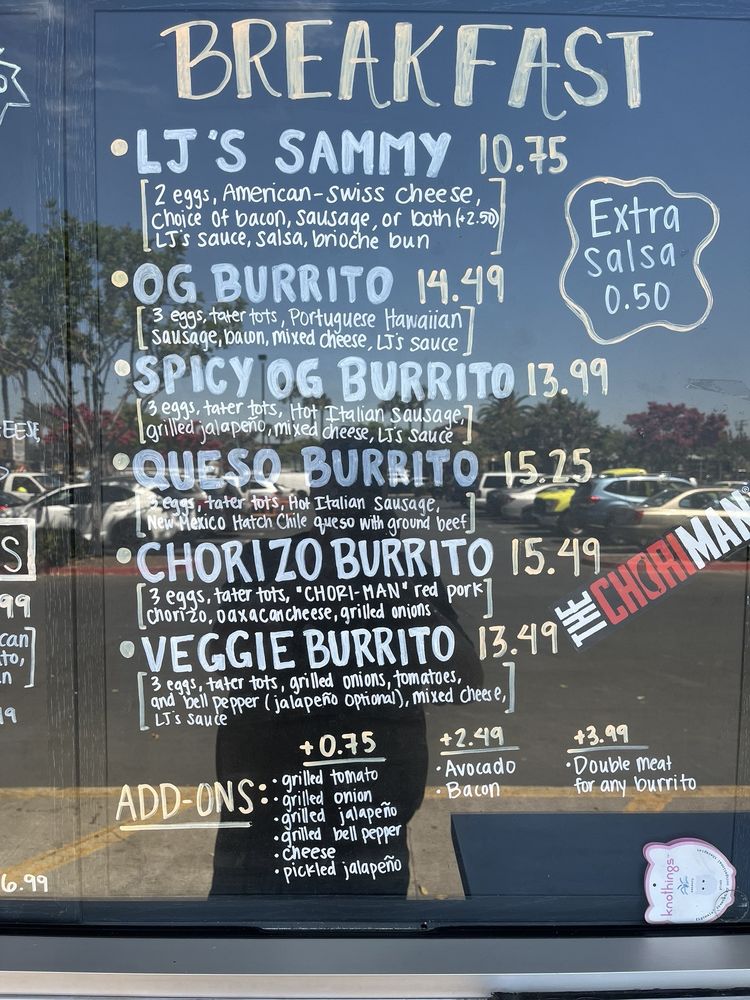 BREAKFAST
• LJ'S SAMMY 10.75
[2 eggs, American-swiss cheese,
choice of bacon, sausage, or both (+2.50)
LJ's sauce, salsa, brioche bun]
Extra
salsa
0.50
• OG BURRITO 14.49
[3 eggs, tater tots, Portuguese Hawaiian
Sausage, bacon, mixed cheese, LJ's sauce]
• SPICY OG BURRITO 13.99
[3 eggs, tater tots, Hot Italian Sausage,
grilled jalapeño, mixed cheese, LJ's sauce]
• QUESO BURRITO 15.25
[3 eggs, tater tots, Hot Italian Sausage,
New Mexico Hatch Chile queso with ground beef]
• CHORIZO BURRITO 15.49
[3 eggs, tater tots, "CHORI-MAN" red pork
chorizo, oaxacan cheese, grilled onions]
THE CHORIMAN®
• VEGGIE BURRITO 13.49
[3 eggs, tater tots, grilled onions, tomatoes,
and bell pepper (jalapeño optional), mixed cheese,
LJ's sauce]
ADD-ONS:
+0.75
• grilled tomato
• grilled onion
• grilled jalapeño
• grilled bell pepper
• cheese
• pickled jalapeño
+2.49
• Avocado
• Bacon
+3.99
• Double meat
for any burrito
6.99
knothings